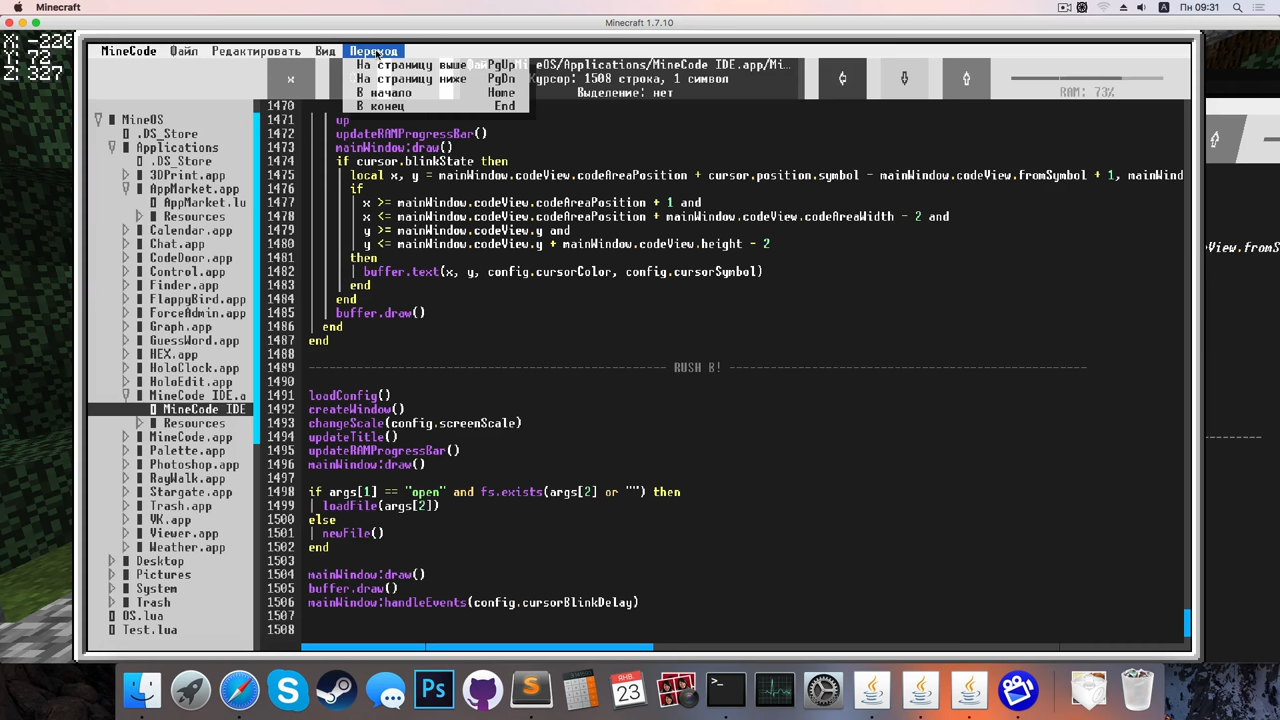 Minecraft
Пн 09:31
Minecraft 1.7.10
X: -220
Y: 72
Z: 327
MineCode Файл Редактировать Вид Переход
На страницу выше PgUp
На страницу ниже PgDn
В начало Home
В конец End
x
MineOS/Applications/MineCode IDE.app/Mi…
Курсор: 1508 строка, 1 символ
Выделение: нет
RAM: 73%
MineOS
.DS_Store
Applications
.DS_Store
3DPrint.app
AppMarket.app
AppMarket.lu
Resources
Calendar.app
Chat.app
CodeDoor.app
Control.app
Finder.app
FlappyBird.app
ForceAdmin.app
Graph.app
GuessWord.app
HEX.app
HoloClock.app
HoloEdit.app
MineCode IDE.a
MineCode IDE
Resources
MineCode.app
Palette.app
Photoshop.app
RayWalk.app
Stargate.app
Trash.app
VK.app
Viewer.app
Weather.app
Desktop
Pictures
System
Trash
OS.lua
Test.lua
1470
1471 up
1472 updateRAMProgressBar()
1473 mainWindow:draw()
1474 if cursor.blinkState then
1475 local x, y = mainWindow.codeView.codeAreaPosition + cursor.position.symbol - mainWindow.codeView.fromSymbol + 1, mainWind
1476 if
1477 x >= mainWindow.codeView.codeAreaPosition + 1 and
1478 x <= mainWindow.codeView.codeAreaPosition + mainWindow.codeView.codeAreaWidth - 2 and
1479 y >= mainWindow.codeView.y and
1480 y <= mainWindow.codeView.y + mainWindow.codeView.height - 2
1481 then
1482 buffer.text(x, y, config.cursorColor, config.cursorSymbol)
1483 end
1484 end
1485 buffer.draw()
1486 end
1487 end
1488
1489 ---------------------------------------------------- RUSH B! ----------------------------------------------------
1490
1491 loadConfig()
1492 createWindow()
1493 changeScale(config.screenScale)
1494 updateTitle()
1495 updateRAMProgressBar()
1496 mainWindow:draw()
1497
1498 if args[1] == "open" and fs.exists(args[2] or "") then
1499 loadFile(args[2])
1500 else
1501 newFile()
1502 end
1503
1504 mainWindow:draw()
1505 buffer.draw()
1506 mainWindow:handleEvents(config.cursorBlinkDelay)
1507
1508
View.fromS
ЯНВ.
23
Ps